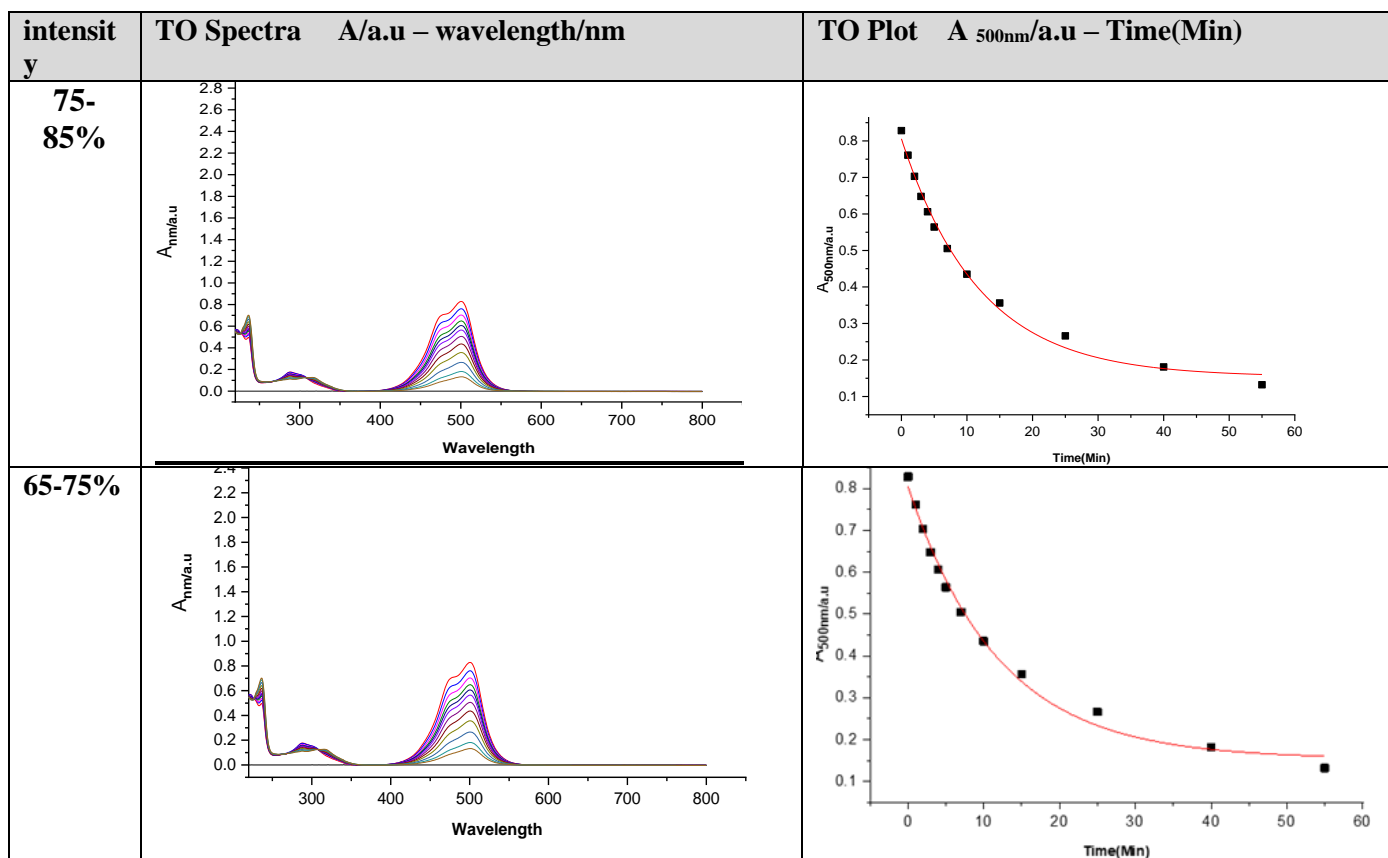 intensit
y
TO Spectra A/a.u – wavelength/nm
TO Plot A 500nm/a.u – Time(Min)
75-
85%
2.8
2.6
2.4
2.2
2.0
1.8
1.6
1.4
1.2
1.0
0.8
0.6
0.4
0.2
0.0
Anm/a.u
300 400 500 600 700 800
Wavelength
0.8
0.7
0.6
0.5
0.4
0.3
0.2
0.1
A500nm/a.u
0 10 20 30 40 50 60
Time(Min)
65-75%
2.4
2.2
2.0
1.8
1.6
1.4
1.2
1.0
0.8
0.6
0.4
0.2
0.0
Anm/a.u
300 400 500 600 700 800
Wavelength
0.8
0.7
0.6
0.5
0.4
0.3
0.2
0.1
A500nm/a.u
0 10 20 30 40 50 60
Time(Min)